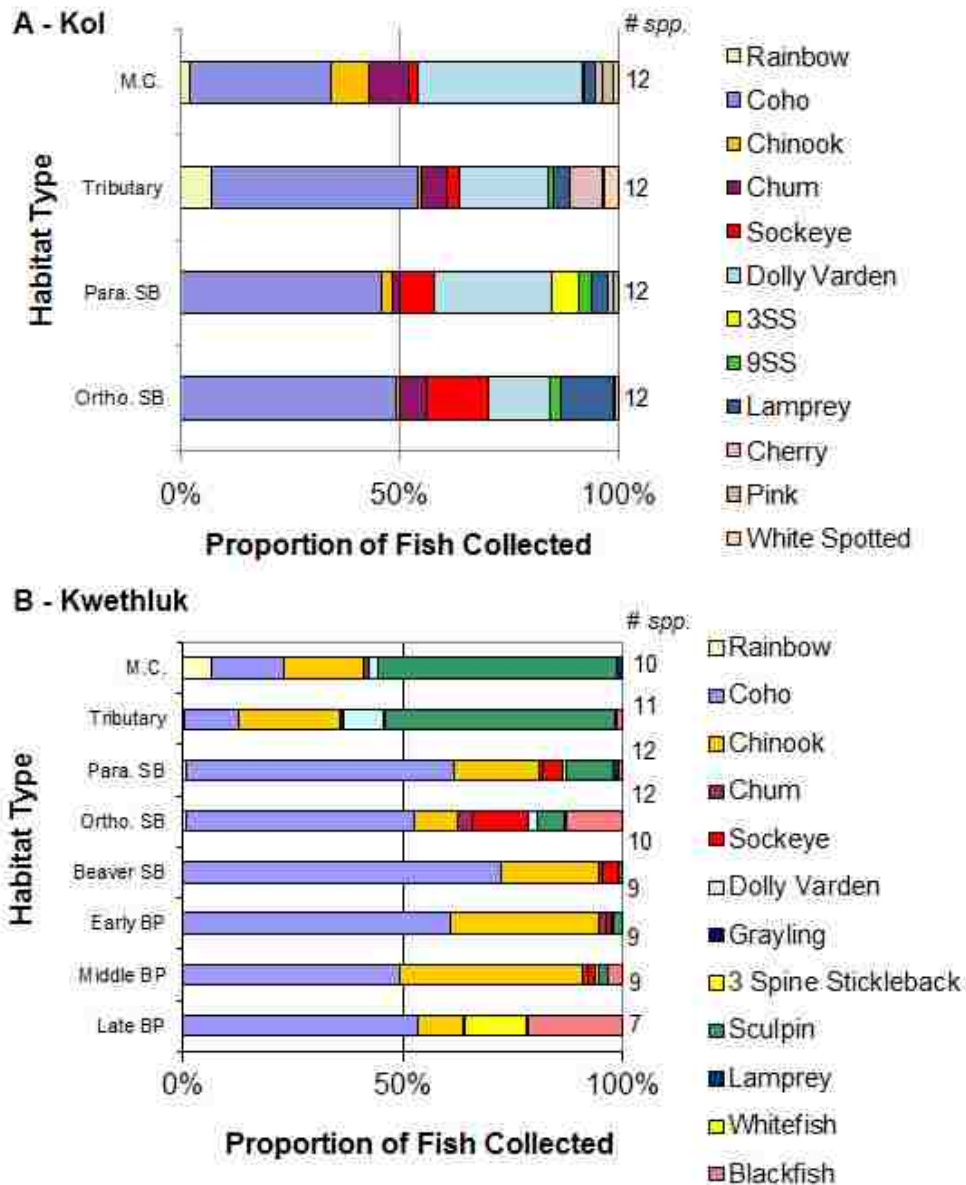 A - Kol
# spp.
M.C.
12
Tributary
12
Para. SB
12
Ortho. SB
12
Habitat Type
0%
50%
100%
Proportion of Fish Collected
Rainbow
Coho
Chinook
Chum
Sockeye
Dolly Varden
3SS
9SS
Lamprey
Cherry
Pink
White Spotted
B - Kwethluk
# spp.
M.C.
10
Tributary
11
Para. SB
12
Ortho. SB
12
Beaver SB
10
Early BP
9
Middle BP
9
9
Late BP
7
Habitat Type
0%
50%
100%
Proportion of Fish Collected
Rainbow
Coho
Chinook
Chum
Sockeye
Dolly Varden
Grayling
3 Spine Stickleback
Sculpin
Lamprey
Whitefish
Blackfish